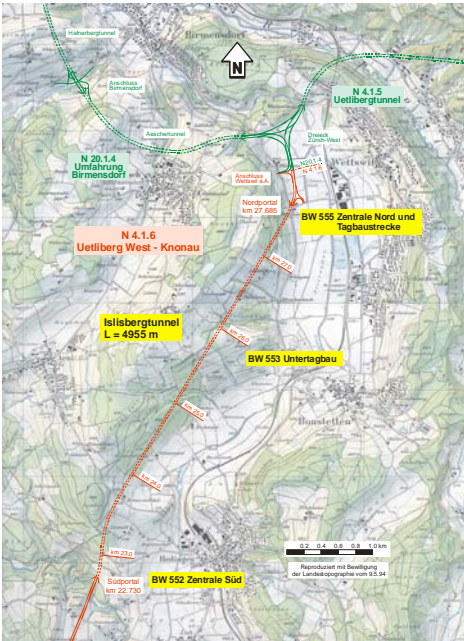 Hafnerbergtunnel
Birmensdorf
N
Anschluss
Birmensdorf
N 4.1.5
Uetlibergtunnel
Aeschertunnel
Dreieck
Zürich-West
N 20.1.4
Umfahrung
Birmensdorf
Wettswil
N20.1.4
N 4.1.6
Anschluss
Wettswil a.A.
Nordportal
km 27.685
BW 555 Zentrale Nord und
Tagbaustrecke
N 4.1.6
Uetliberg West - Knonau
km 27.0
Islisbergtunnel
L = 4955 m
km 26.0
BW 553 Untertagbau
km 25.0
Bonstetten
km 24.0
km 23.0
0.2 0.4 0.6 0.8 1.0 km
Reproduziert mit Bewilligung
der Landestopographie vom 9.5.94
Südportal
km 22.730
BW 552 Zentrale Süd